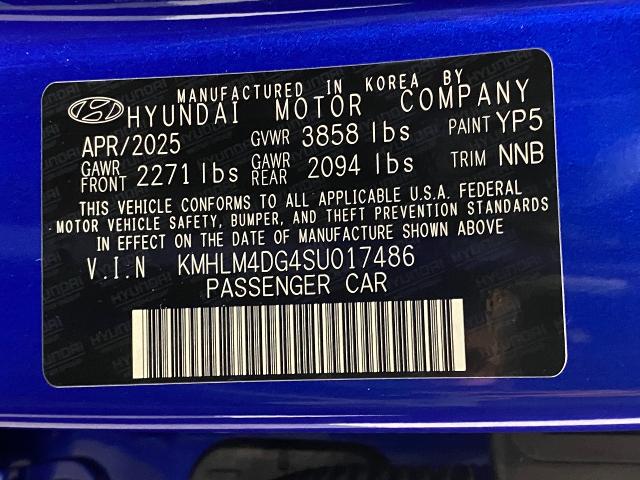 MANUFACTURED IN KOREA BY
HYUNDAI MOTOR COMPANY
APR/2025 GVWR 3858 lbs PAINT YP5
GAWR FRONT 2271 lbs GAWR REAR 2094 lbs TRIM NNB
THIS VEHICLE CONFORMS TO ALL APPLICABLE U.S.A. FEDERAL
MOTOR VEHICLE SAFETY, BUMPER, AND THEFT PREVENTION STANDARDS
IN EFFECT ON THE DATE OF MANUFACTURE SHOWN ABOVE
V.I.N KMHLM4DG4SU017486
PASSENGER CAR